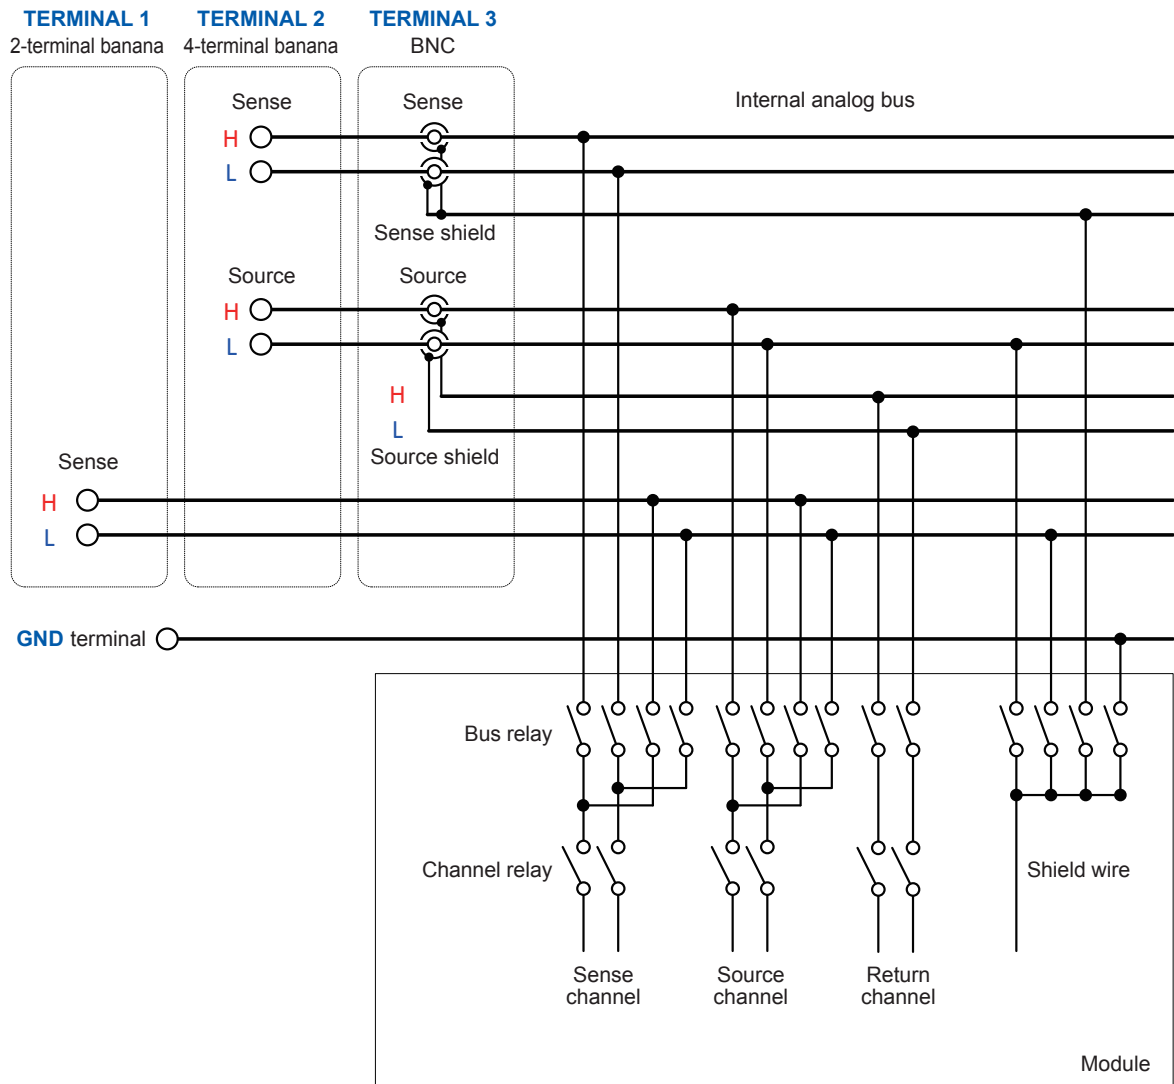 TERMINAL 1
2-terminal banana
TERMINAL 2
4-terminal banana
TERMINAL 3
BNC
Internal analog bus
Sense
Sense
H
L
Sense shield
Source
Source
H
L
H
L
Source shield
Sense
H
L
GND terminal
Bus relay
Channel relay
Shield wire
Sense
channel
Source
channel
Return
channel
Module